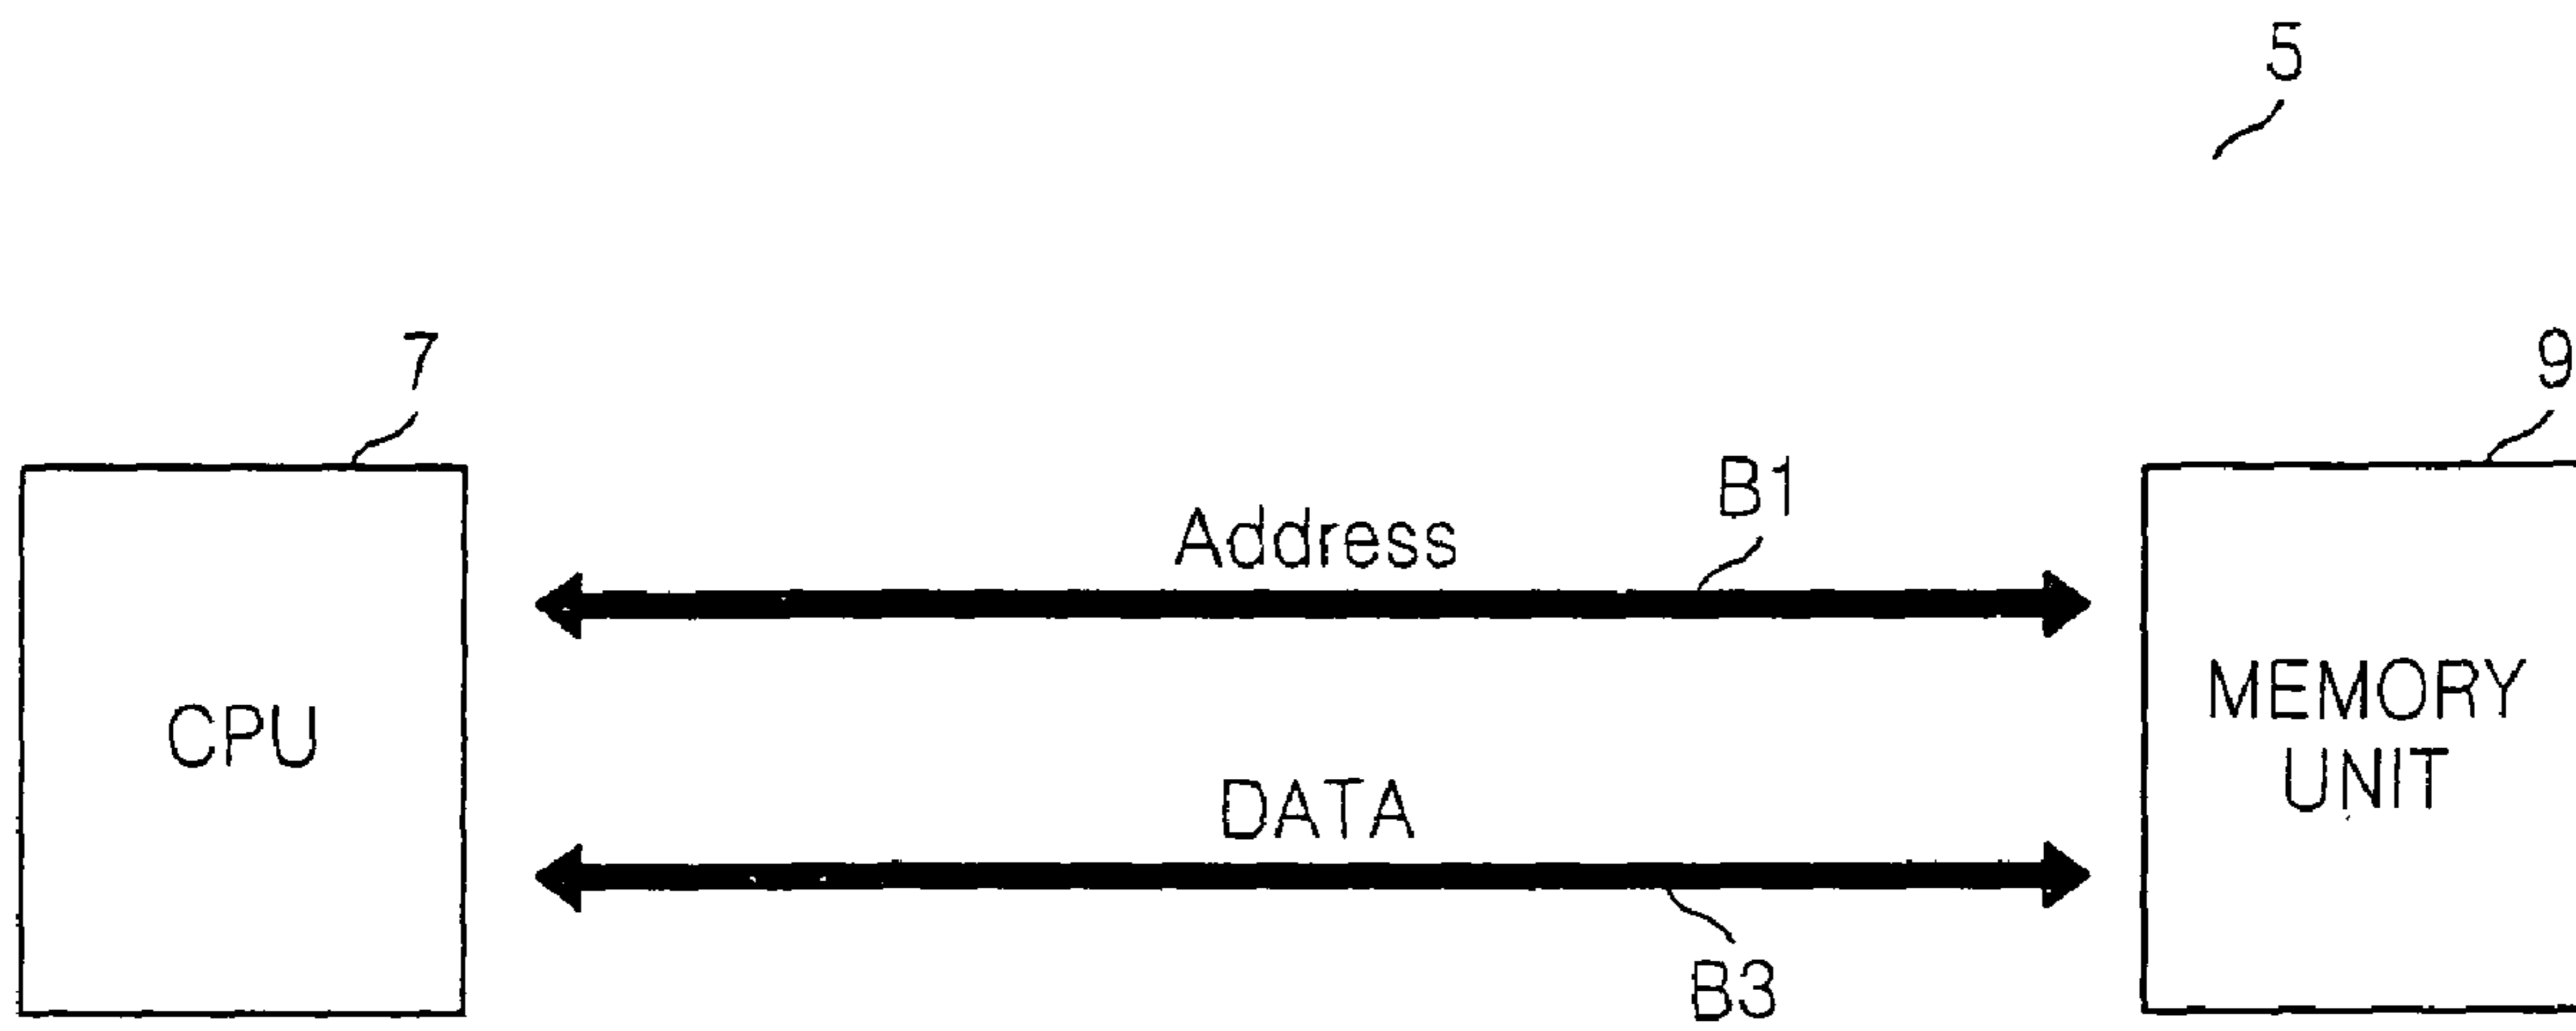 5
7
9
B1
Address
CPU
MEMORY
UNIT
DATA
B3